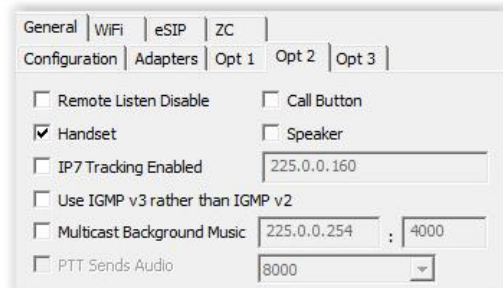 General WiFi eSIP ZC
Configuration Adapters Opt 1 Opt 2 Opt 3
Remote Listen Disable Call Button
Handset Speaker
IP7 Tracking Enabled 225.0.0.160
Use IGMP v3 rather than IGMP v2
Multicast Background Music 225.0.0.254 : 4000
PTT Sends Audio 8000